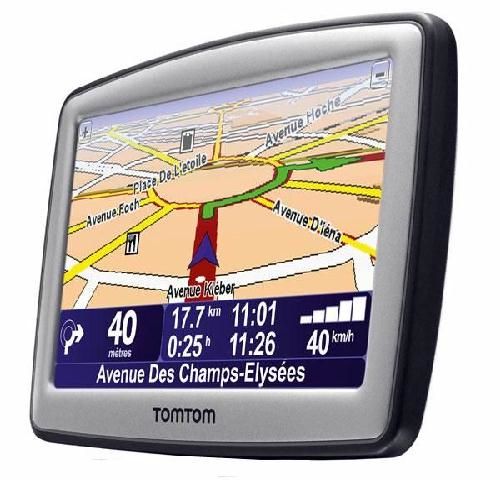 +
-
Avenue Hoche
Place De L'etoile
Avenue Foch
Avenue D'Iéna
Avenue Kléber
40
mètres
17.7 km
11:01
0:25 h
11:26
40 km/h
Avenue Des Champs-Elysées
TOMTOM